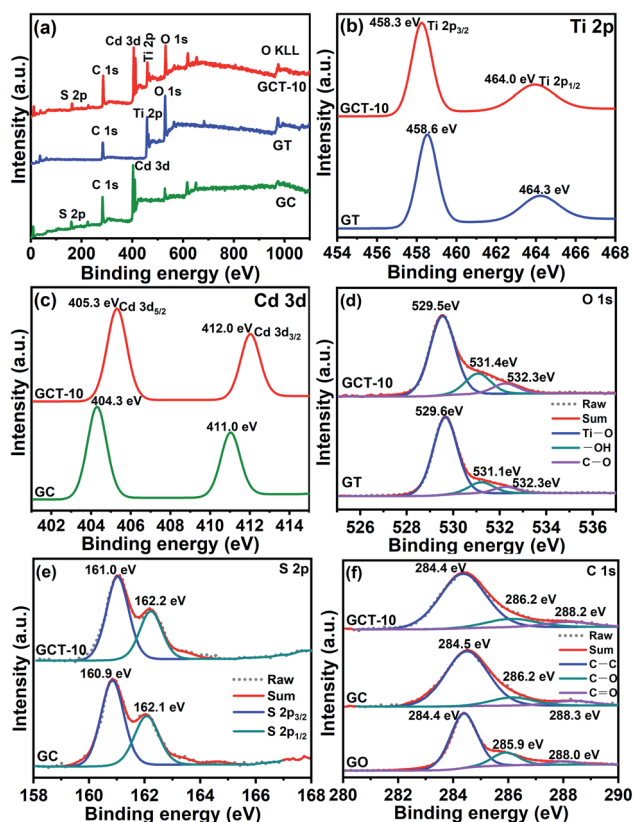 (a)
Cd 3d
Ti 2p
O 1s
O KLL
C 1s
S 2p
GCT-10
O 1s
Ti 2p
C 1s
GT
Cd 3d
C 1s
S 2p
GC
0 200 400 600 800 1000
Binding energy (eV)
Intensity (a.u.)
(b)
Ti 2p
458.3 eV Ti 2p3/2
464.0 eV Ti 2p1/2
GCT-10
458.6 eV
464.3 eV
GT
454 456 458 460 462 464 466 468
Binding energy (eV)
Intensity (a.u.)
(c)
Cd 3d
405.3 eV Cd 3d5/2
412.0 eV Cd 3d3/2
GCT-10
404.3 eV
411.0 eV
GC
402 404 406 408 410 412 414
Binding energy (eV)
Intensity (a.u.)
(d)
O 1s
529.5eV
531.4eV
532.3eV
GCT-10
Raw
Sum
Ti—O
—OH
C—O
529.6eV
531.1eV
532.3eV
GT
526 528 530 532 534 536
Binding energy (eV)
Intensity (a.u.)
(e)
S 2p
161.0 eV
162.2 eV
GCT-10
Raw
Sum
S 2p3/2
S 2p1/2
160.9 eV
162.1 eV
GC
158 160 162 164 166 168
Binding energy (eV)
Intensity (a.u.)
(f)
C 1s
284.4 eV
286.2 eV
288.2 eV
GCT-10
Raw
Sum
C—C
C—O
C=O
284.5 eV
286.2 eV
288.3 eV
GC
284.4 eV
285.9 eV
288.0 eV
GO
280 282 284 286 288 290
Binding energy (eV)
Intensity (a.u.)